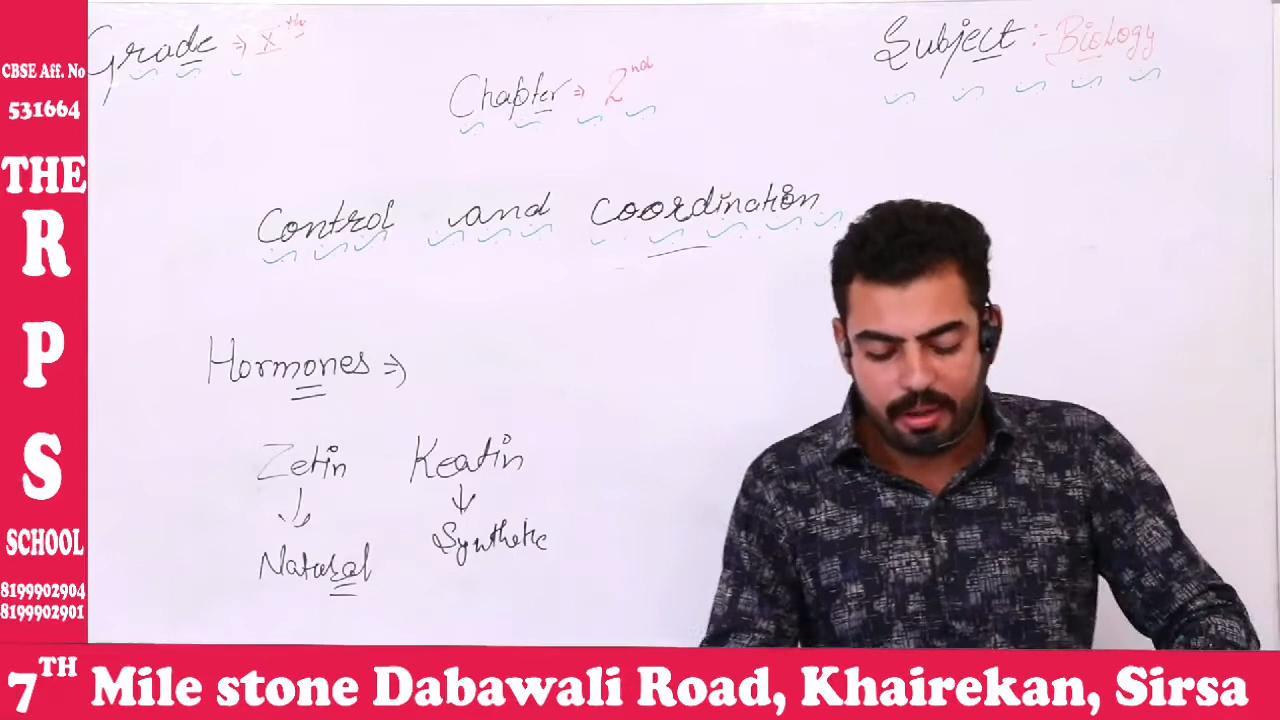 CBSE Aff. No
531664
THE
R
P
S
SCHOOL
8199902904
8199902901
Grade ⇒ Xth
Subject :- Biology
Chapter ⇒ 2nd
Control and coordination
Hormones ⇒
Zetin Keatin
↓ ↓
Natural Synthetic
7TH Mile stone Dabawali Road, Khairekan, Sirsa